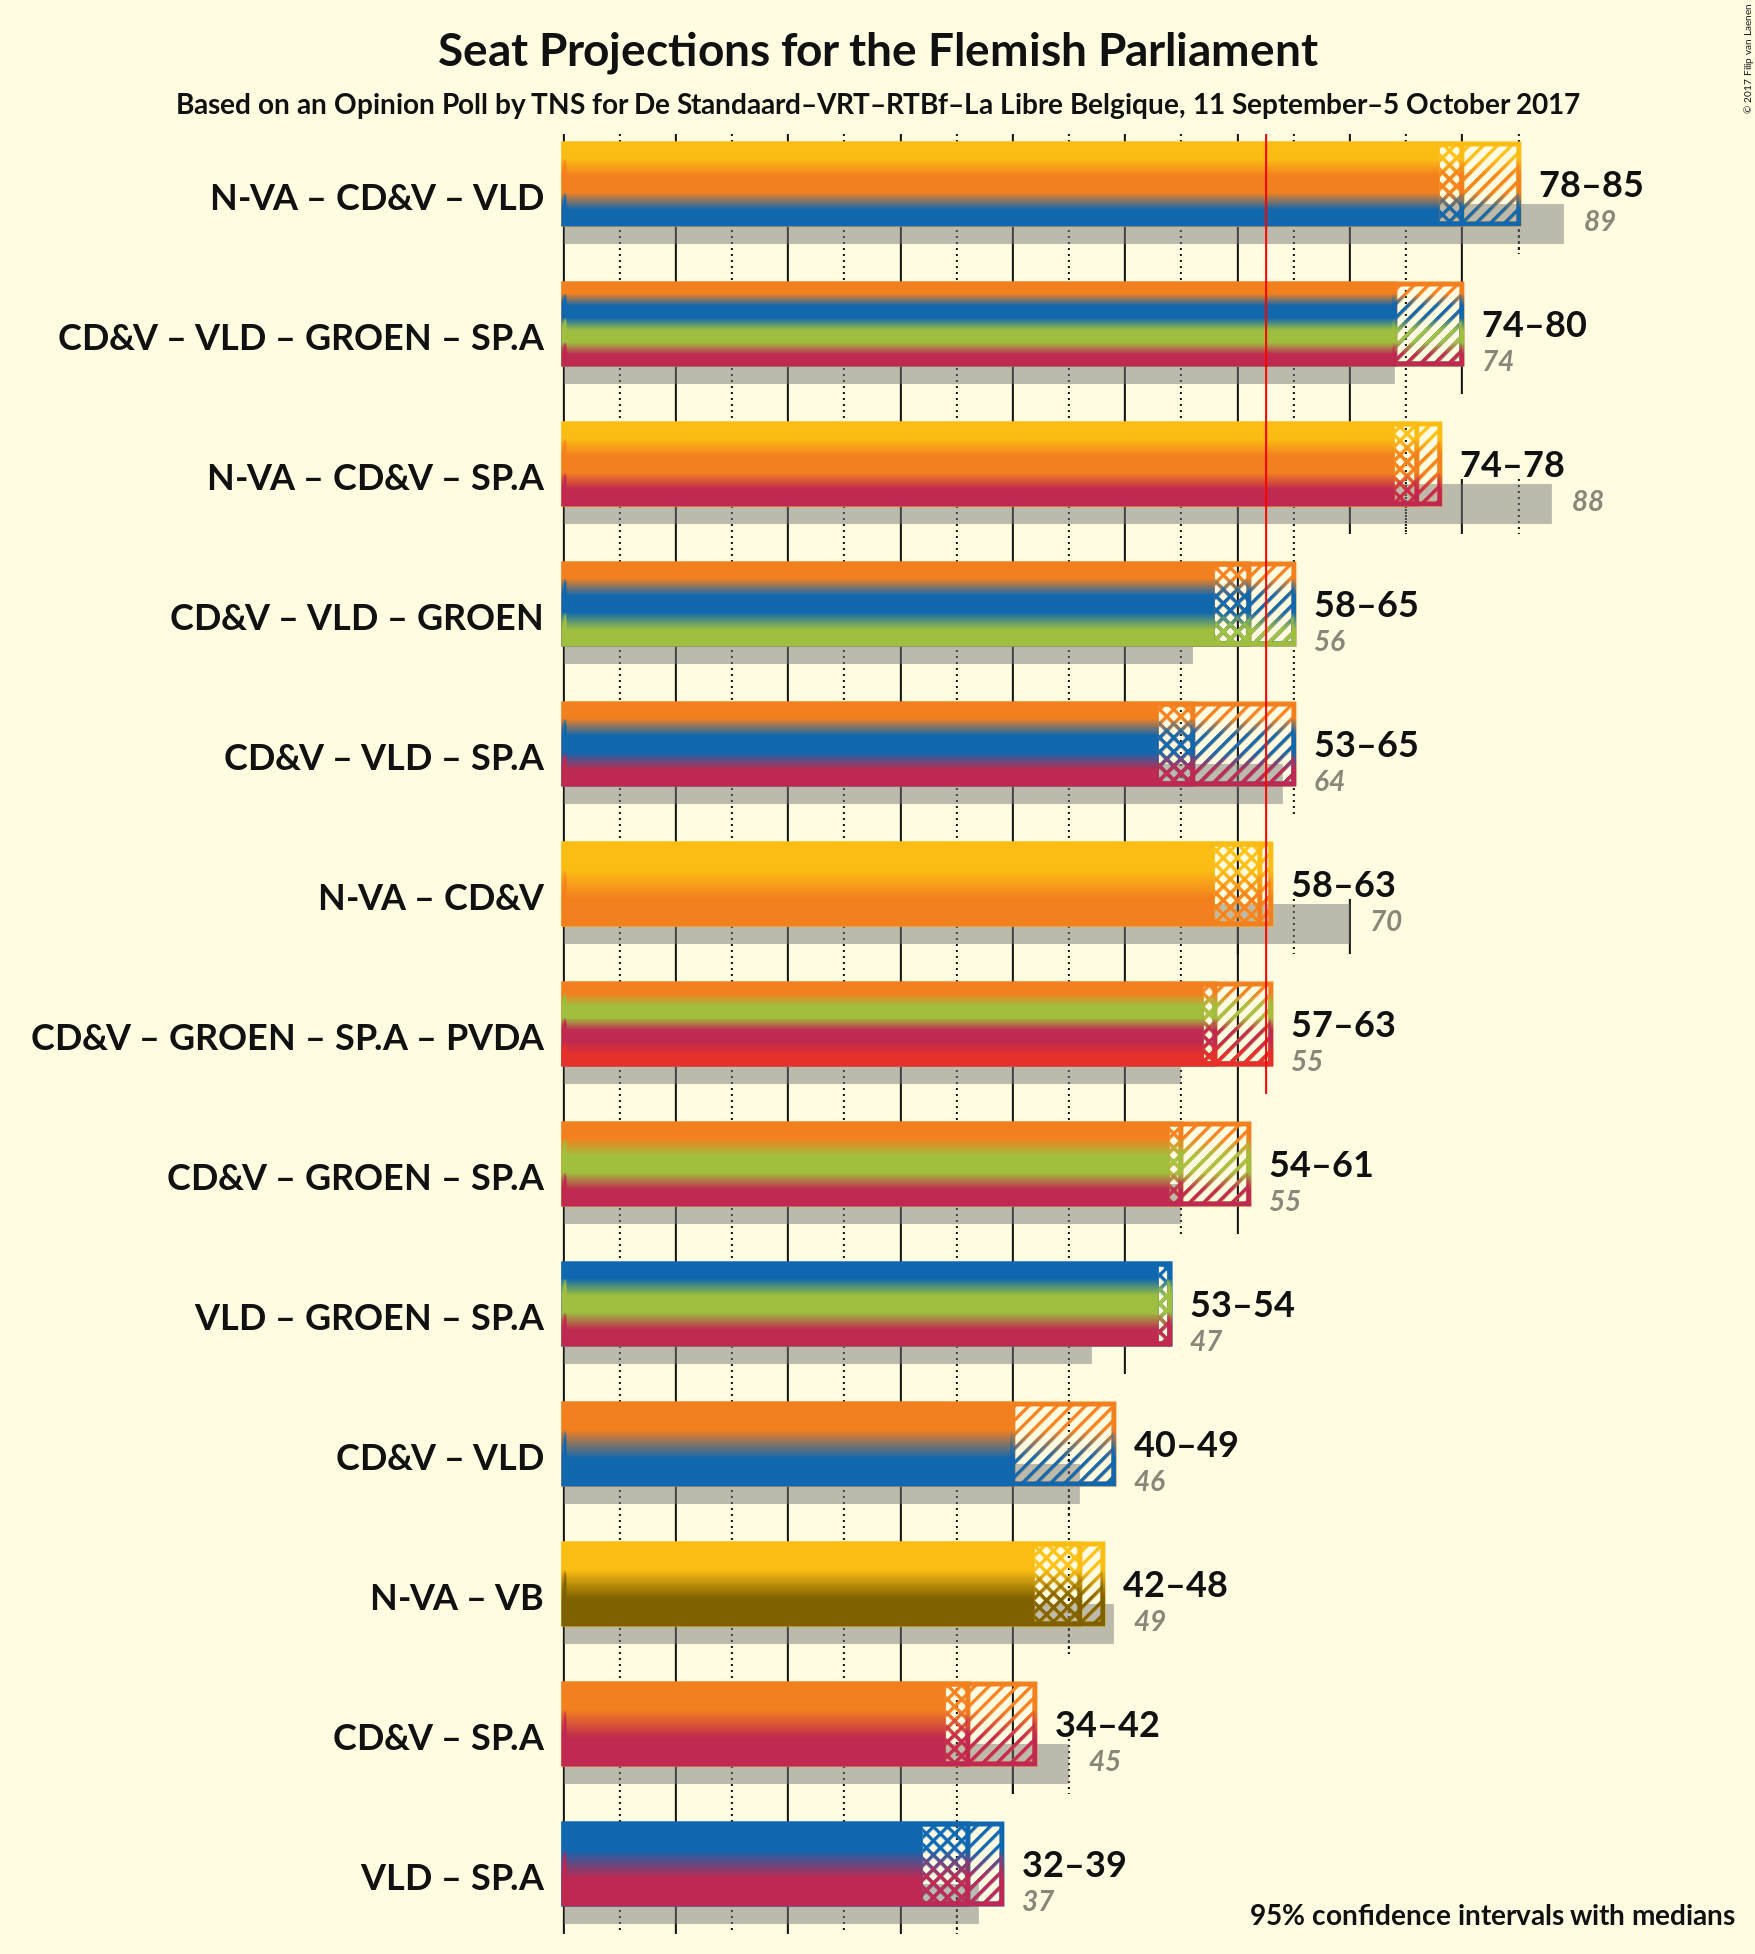 © 2017 Filip van Laenen
Seat Projections for the Flemish Parliament
Based on an Opinion Poll by TNS for De Standaard–VRT–RTBf–La Libre Belgique, 11 September–5 October 2017
N-VA – CD&V – VLD
78–85
89
CD&V – VLD – GROEN – SP.A
74–80
74
N-VA – CD&V – SP.A
74–78
88
CD&V – VLD – GROEN
58–65
56
CD&V – VLD – SP.A
53–65
64
N-VA – CD&V
58–63
70
CD&V – GROEN – SP.A – PVDA
57–63
55
CD&V – GROEN – SP.A
54–61
55
VLD – GROEN – SP.A
53–54
47
CD&V – VLD
40–49
46
N-VA – VB
42–48
49
CD&V – SP.A
34–42
45
VLD – SP.A
32–39
37
95% confidence intervals with medians